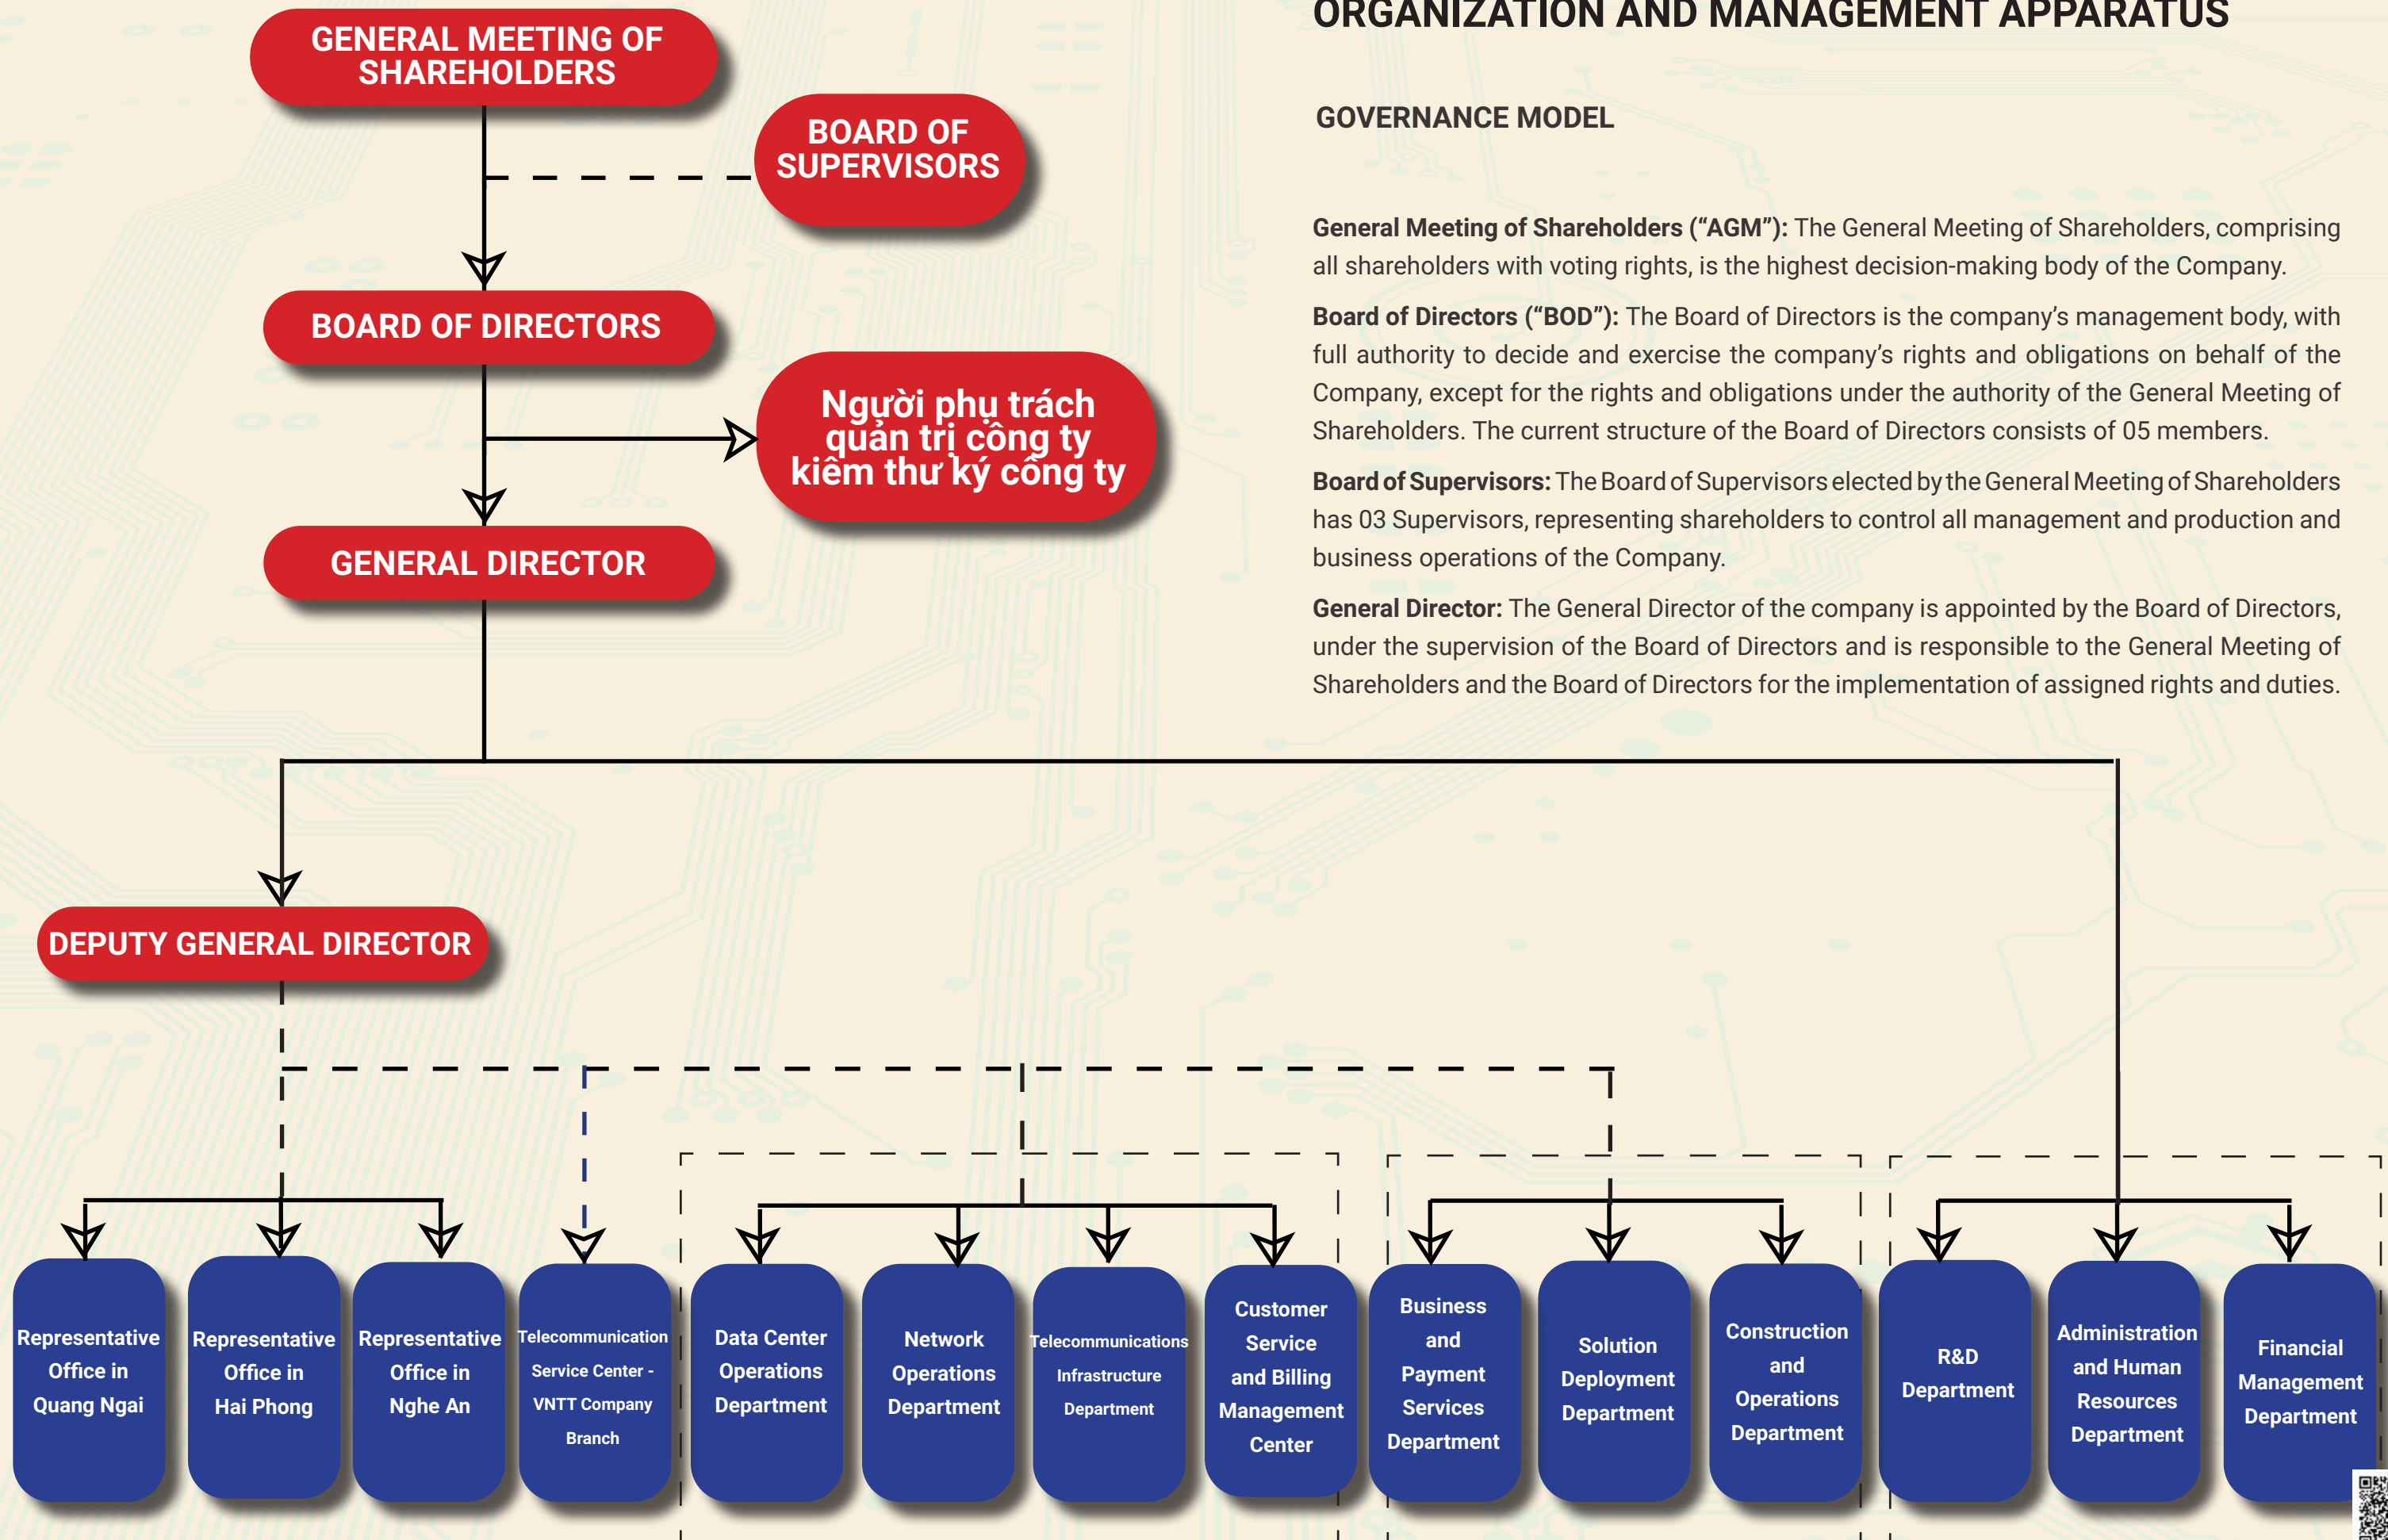 ORGANIZATION AND MANAGEMENT APPARATUS
GENERAL MEETING OF
SHAREHOLDERS
BOARD OF
SUPERVISORS
BOARD OF DIRECTORS
Người phụ trách
quản trị công ty
kiêm thư ký công ty
GENERAL DIRECTOR
GOVERNANCE MODEL
General Meeting of Shareholders (“AGM”): The General Meeting of Shareholders, comprising
all shareholders with voting rights, is the highest decision-making body of the Company.
Board of Directors (“BOD”): The Board of Directors is the company’s management body, with
full authority to decide and exercise the company’s rights and obligations on behalf of the
Company, except for the rights and obligations under the authority of the General Meeting of
Shareholders. The current structure of the Board of Directors consists of 05 members.
Board of Supervisors: The Board of Supervisors elected by the General Meeting of Shareholders
has 03 Supervisors, representing shareholders to control all management and production and
business operations of the Company.
General Director: The General Director of the company is appointed by the Board of Directors,
under the supervision of the Board of Directors and is responsible to the General Meeting of
Shareholders and the Board of Directors for the implementation of assigned rights and duties.
DEPUTY GENERAL DIRECTOR
Representative
Office in
Quang Ngai
Representative
Office in
Hai Phong
Representative
Office in
Nghe An
Telecommunication
Service Center -
VNTT Company
Branch
Data Center
Operations
Department
Network
Operations
Department
Telecommunications
Infrastructure
Department
Customer
Service
and Billing
Management
Center
Business
and
Payment
Services
Department
Solution
Deployment
Department
Construction
and
Operations
Department
R&D
Department
Administration
and Human
Resources
Department
Financial
Management
Department